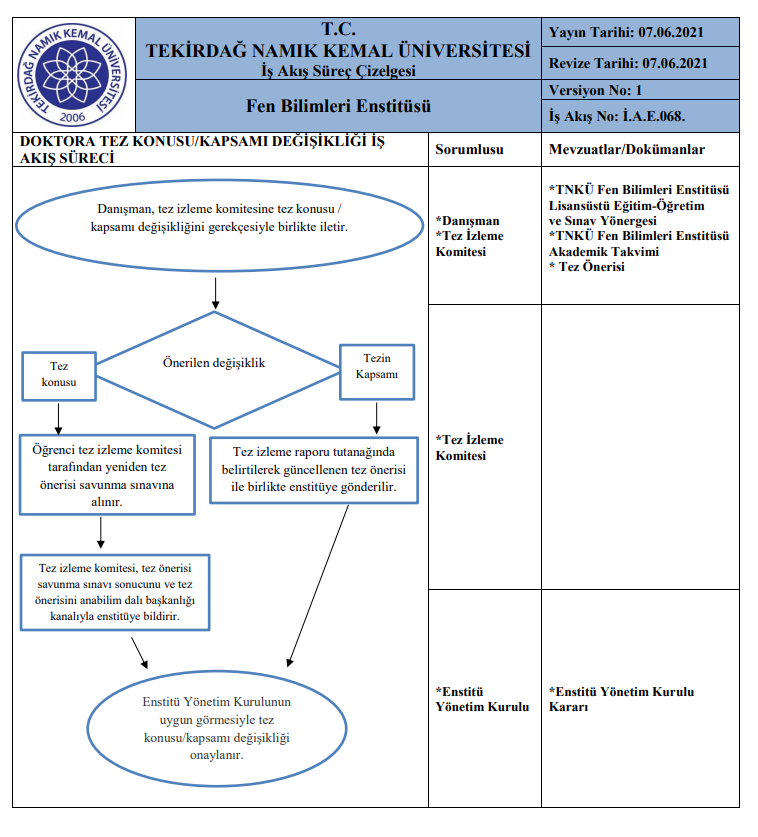 TEKİRDAĞ NAMIK KEMAL ÜNİVERSİTESİ
2006
T.C.
TEKİRDAĞ NAMIK KEMAL ÜNİVERSİTESİ
İş Akış Süreç Çizelgesi
Fen Bilimleri Enstitüsü
Yayın Tarihi: 07.06.2021
Revize Tarihi: 07.06.2021
Versiyon No: 1
İş Akış No: İ.A.E.068.
DOKTORA TEZ KONUSU/KAPSAMI DEĞİŞİKLİĞİ İŞ
AKIŞ SÜRECİ
Sorumlusu
Mevzuatlar/Dokümanlar
Danışman, tez izleme komitesine tez konusu /
kapsamı değişikliğini gerekçesiyle birlikte iletir.
*Danışman
*Tez İzleme
Komitesi
*TNKÜ Fen Bilimleri Enstitüsü
Lisansüstü Eğitim-Öğretim
ve Sınav Yönergesi
*TNKÜ Fen Bilimleri Enstitüsü
Akademik Takvimi
* Tez Önerisi
Önerilen değişiklik
Tez
konusu
Tezin
Kapsamı
Öğrenci tez izleme komitesi
tarafından yeniden tez
önerisi savunma sınavına
alınır.
Tez izleme raporu tutanağında
belirtilerek güncellenen tez önerisi
ile birlikte enstitüye gönderilir.
*Tez İzleme
Komitesi
Tez izleme komitesi, tez önerisi
savunma sınavı sonucunu ve tez
önerisini anabilim dalı başkanlığı
kanalıyla enstitüye bildirir.
Enstitü Yönetim Kurulunun
uygun görmesiyle tez
konusu/kapsamı değişikliği
onaylanır.
*Enstitü
Yönetim Kurulu
*Enstitü Yönetim Kurulu
Kararı